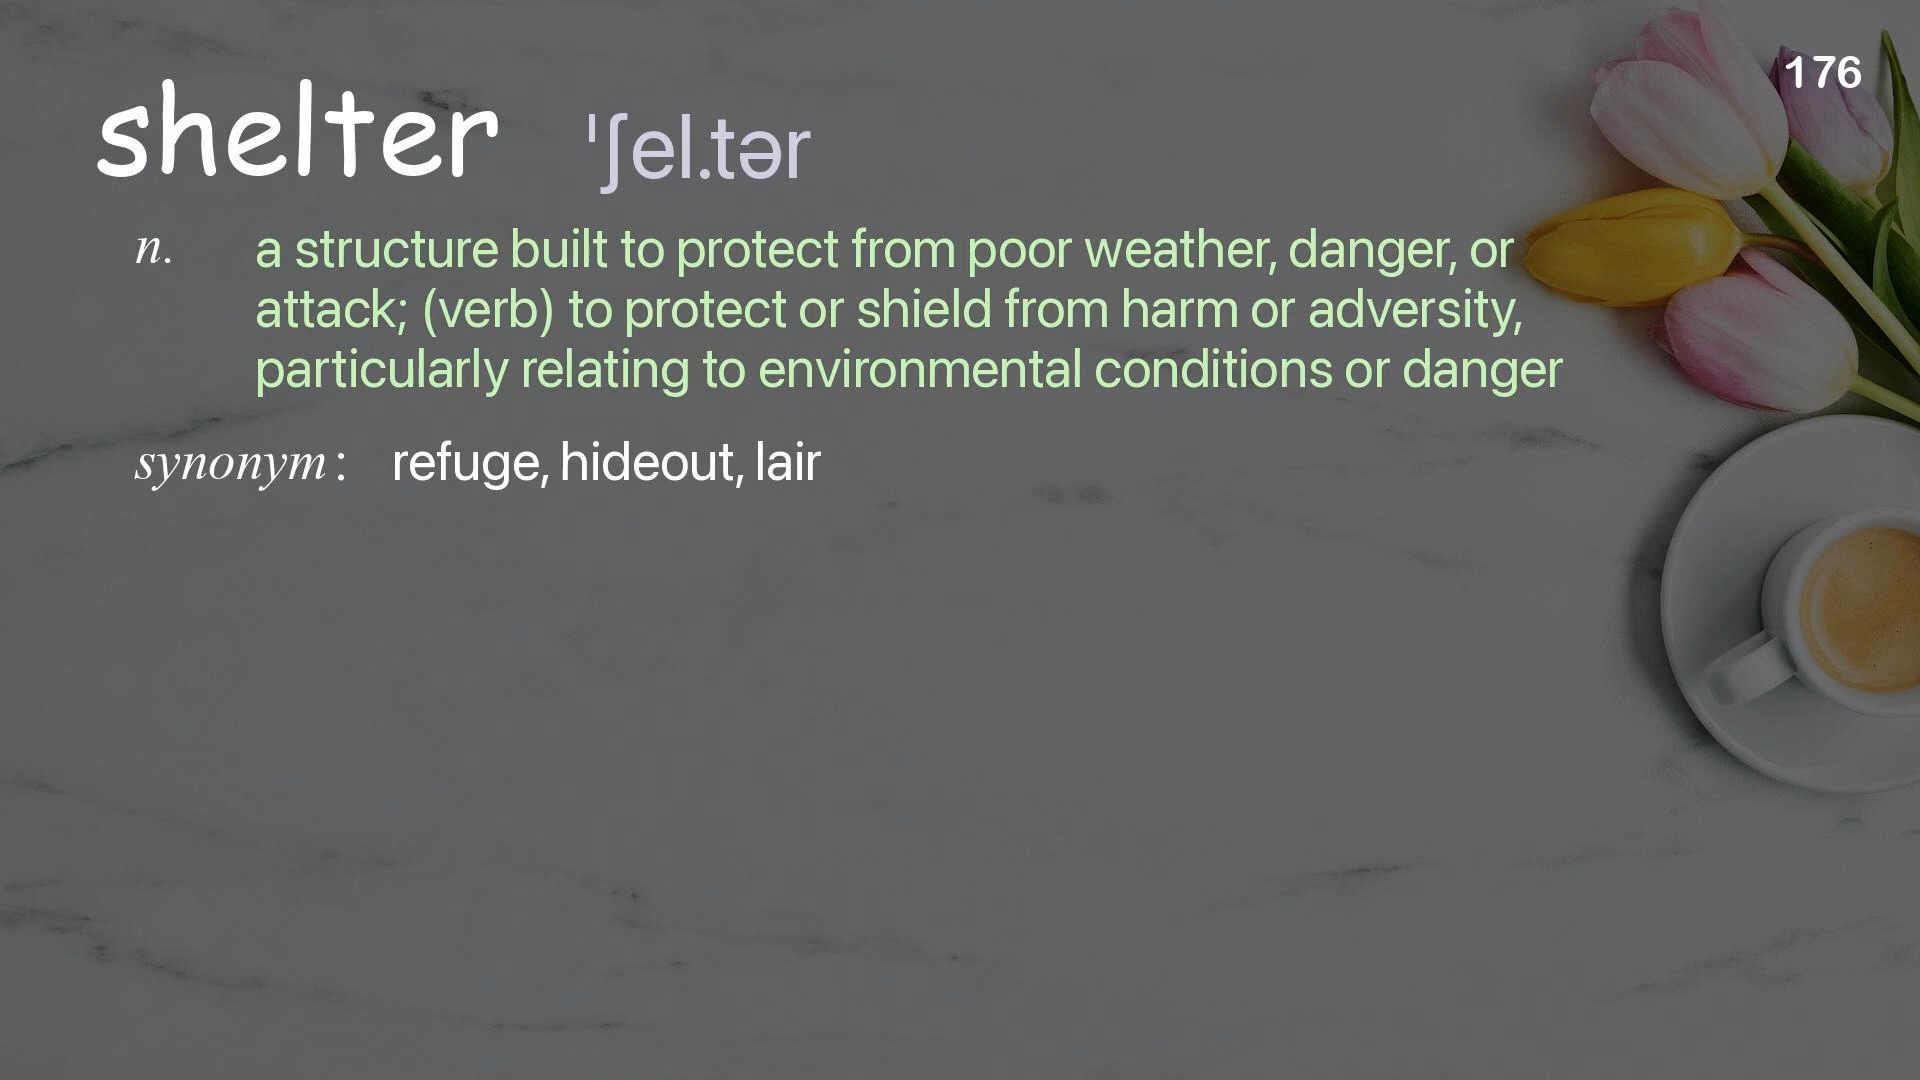 176
shelter ˈʃel.tər
n. a structure built to protect from poor weather, danger, or
attack; (verb) to protect or shield from harm or adversity,
particularly relating to environmental conditions or danger
synonym : refuge, hideout, lair